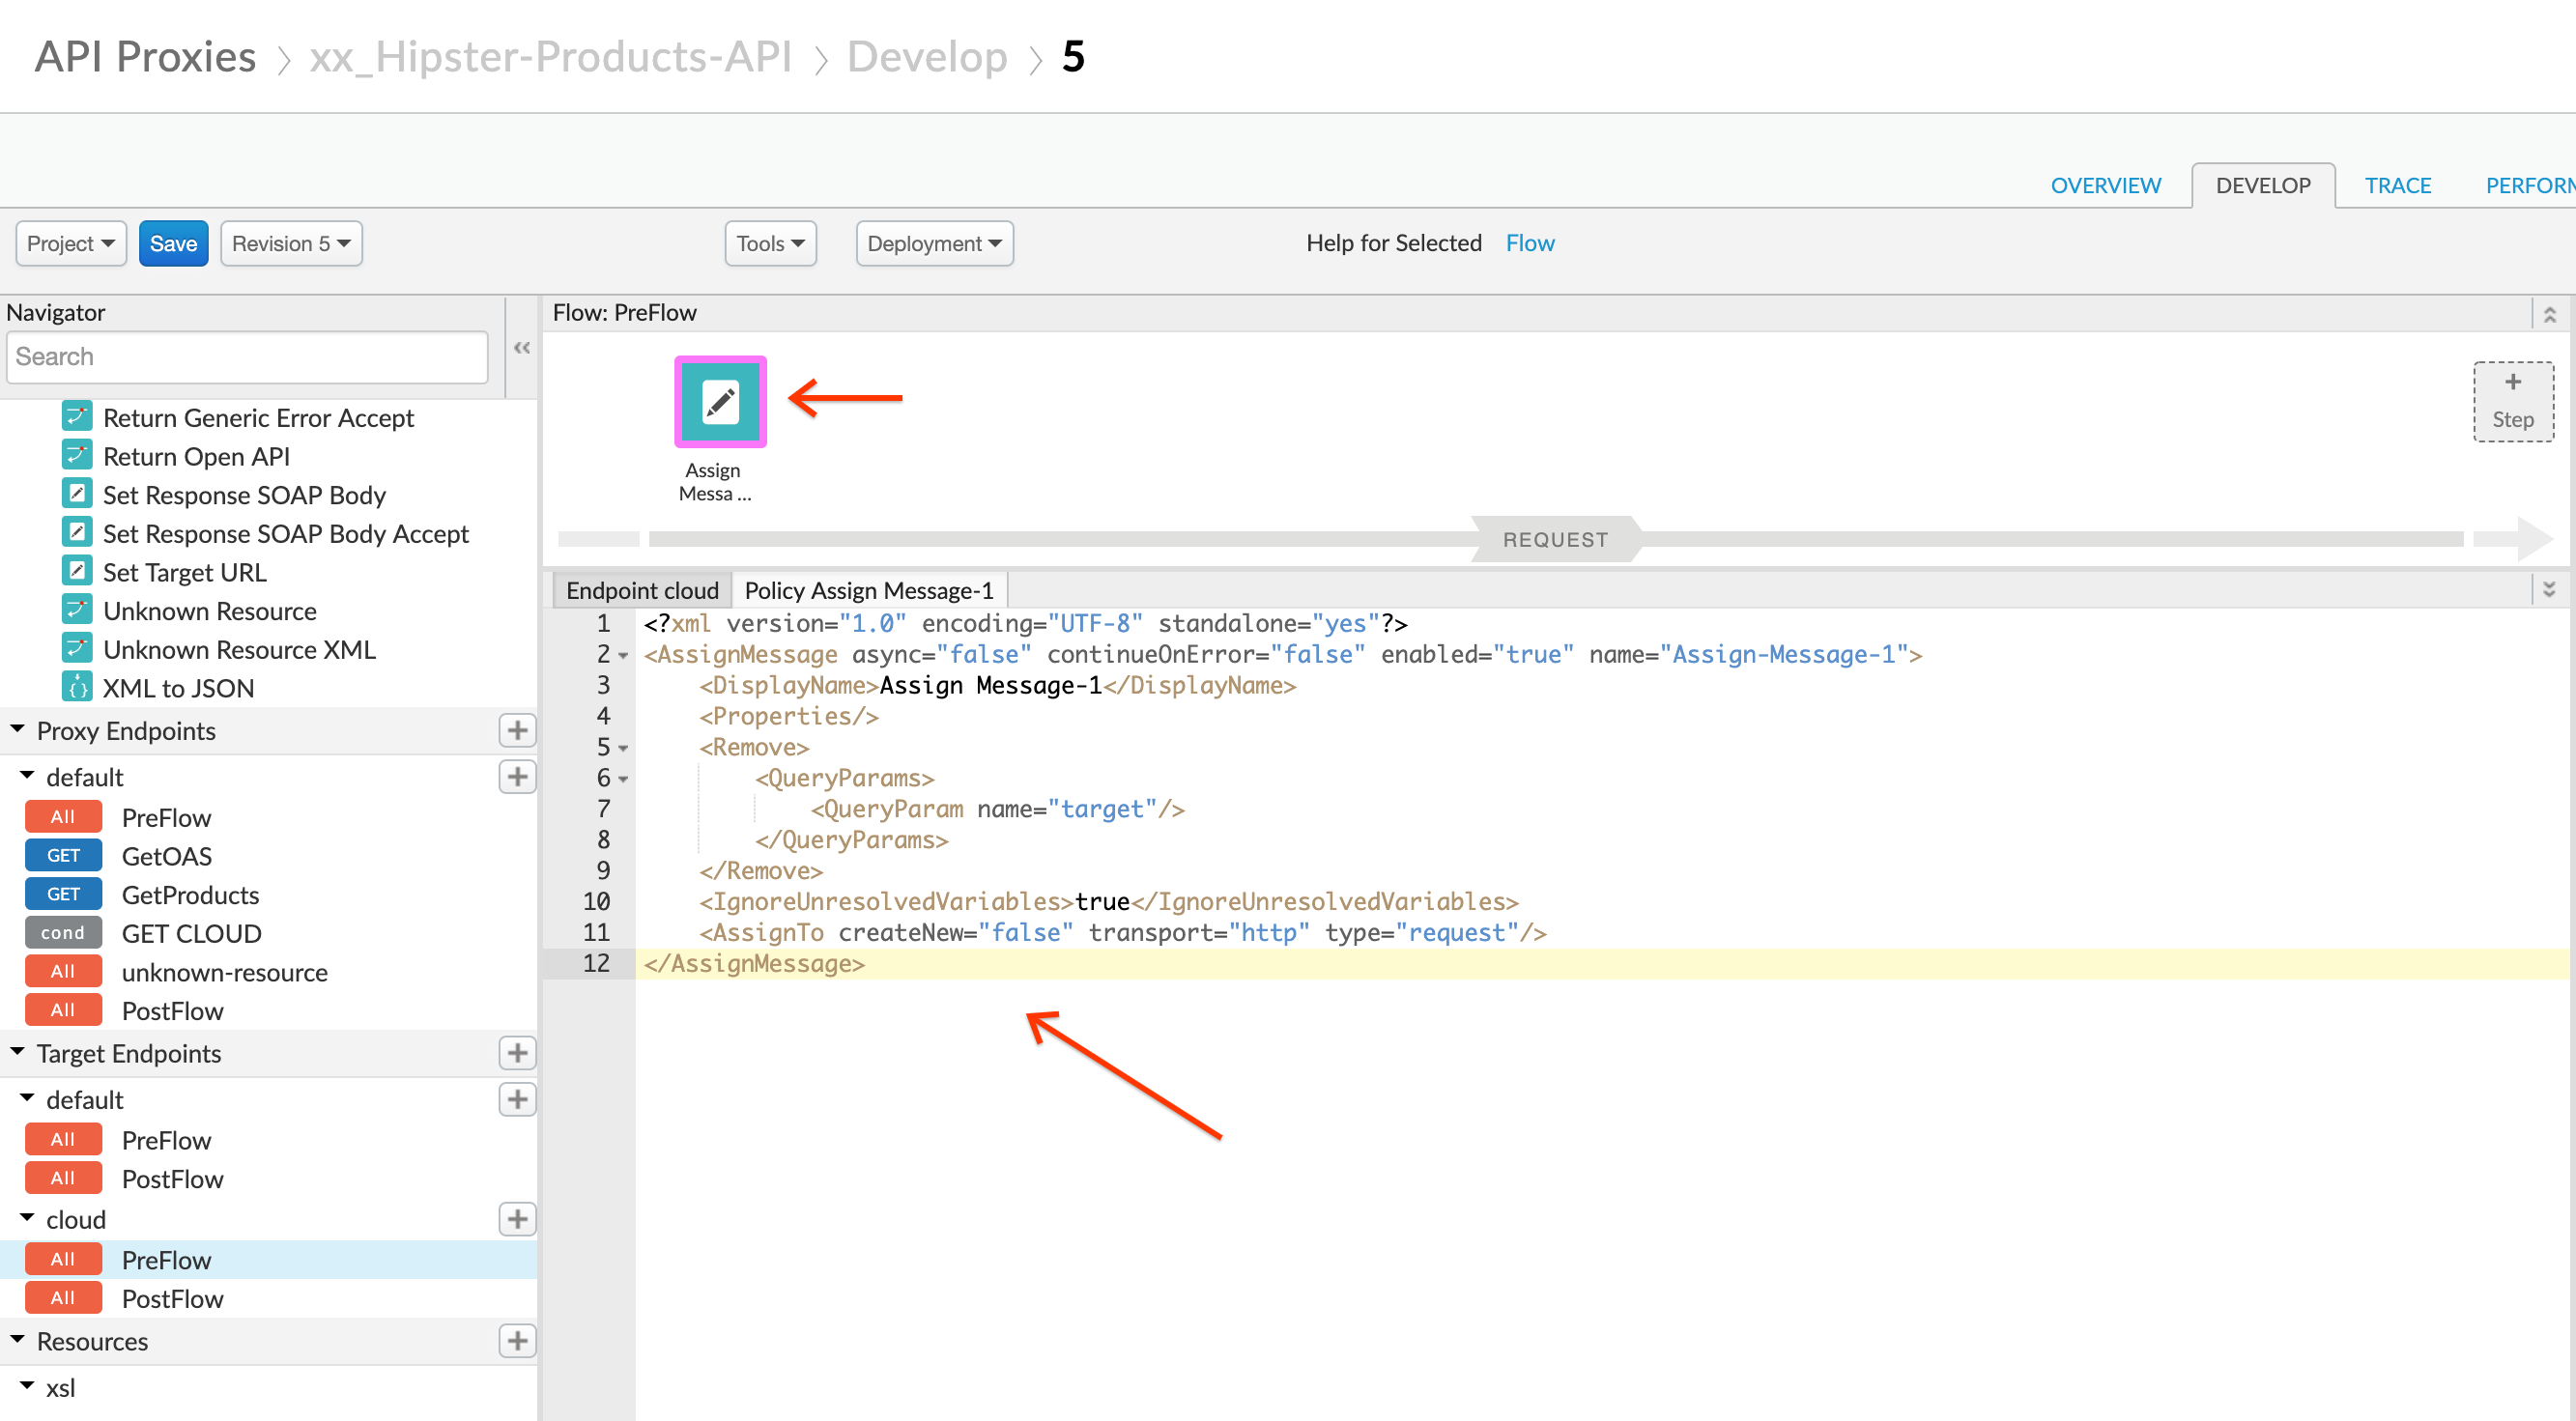 API Proxies > xx_Hipster-Products-API > Develop > 5
OVERVIEW DEVELOP TRACE PERFORM
Project Save Revision 5 Tools Deployment Help for Selected Flow
Navigator
Search
Return Generic Error Accept
Return Open API
Set Response SOAP Body
Set Response SOAP Body Accept
Set Target URL
Unknown Resource
Unknown Resource XML
XML to JSON
Proxy Endpoints
default
All PreFlow
GET GetOAS
GET GetProducts
cond GET CLOUD
All unknown-resource
All PostFlow
Target Endpoints
default
All PreFlow
All PostFlow
cloud
All PreFlow
All PostFlow
Resources
xsl
Flow: PreFlow
Assign
Messa ...
+
Step
REQUEST
Endpoint cloud Policy Assign Message-1
1 <?xml version="1.0" encoding="UTF-8" standalone="yes"?>
2 <AssignMessage async="false" continueOnError="false" enabled="true" name="Assign-Message-1">
3 <DisplayName>Assign Message-1</DisplayName>
4 <Properties/>
5 <Remove>
6 <QueryParams>
7 <QueryParam name="target"/>
8 </QueryParams>
9 </Remove>
10 <IgnoreUnresolvedVariables>true</IgnoreUnresolvedVariables>
11 <AssignTo createNew="false" transport="http" type="request"/>
12 </AssignMessage>